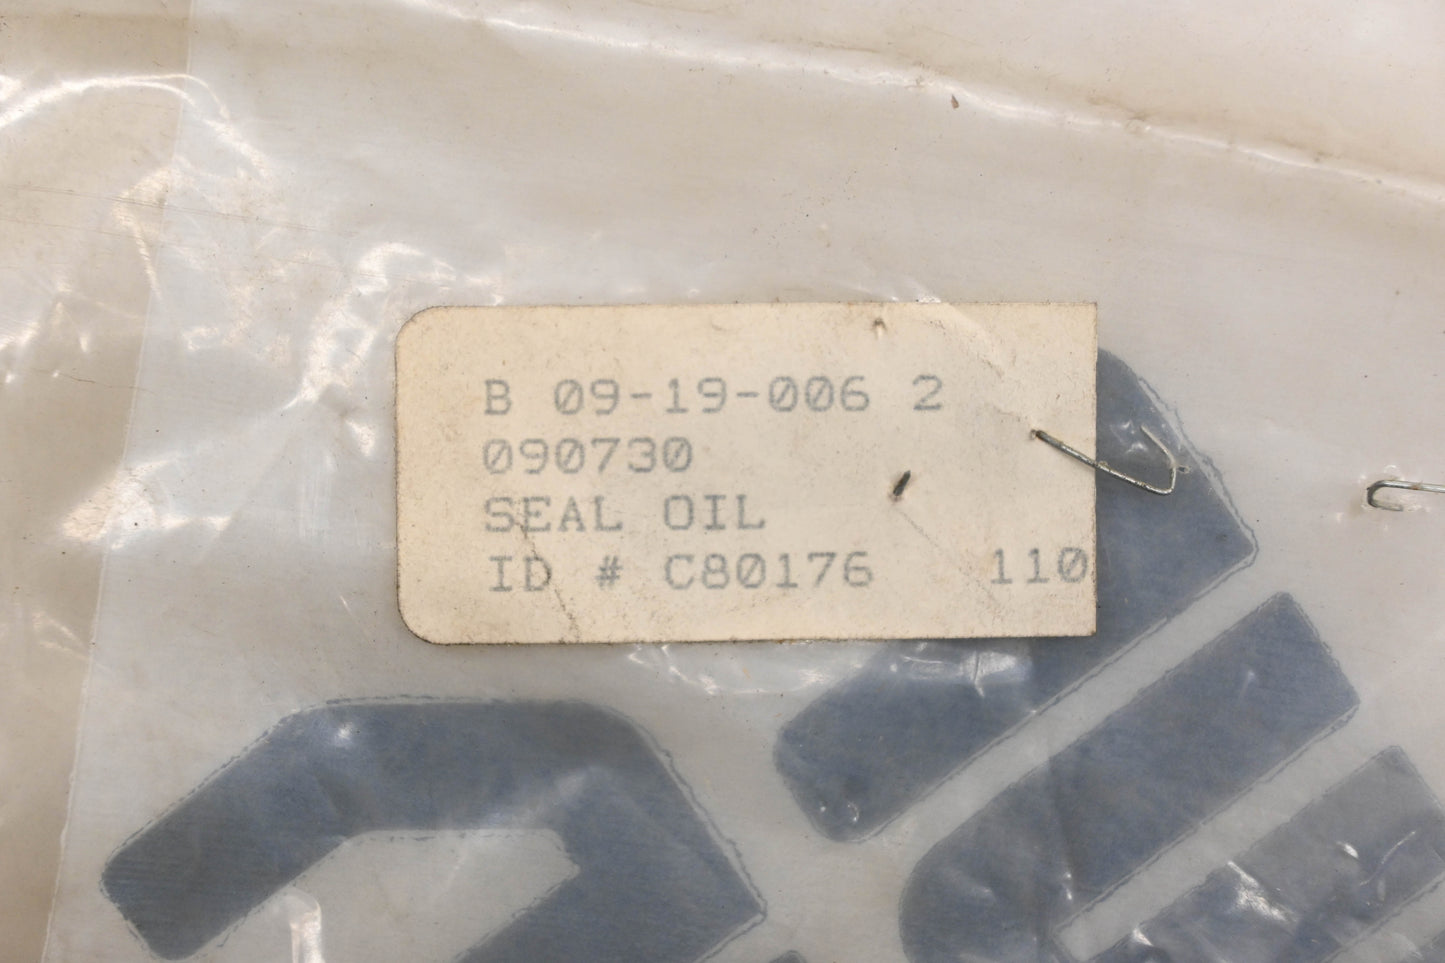 B 09-19-006 2
090730
SEAL OIL
ID # C80176 110